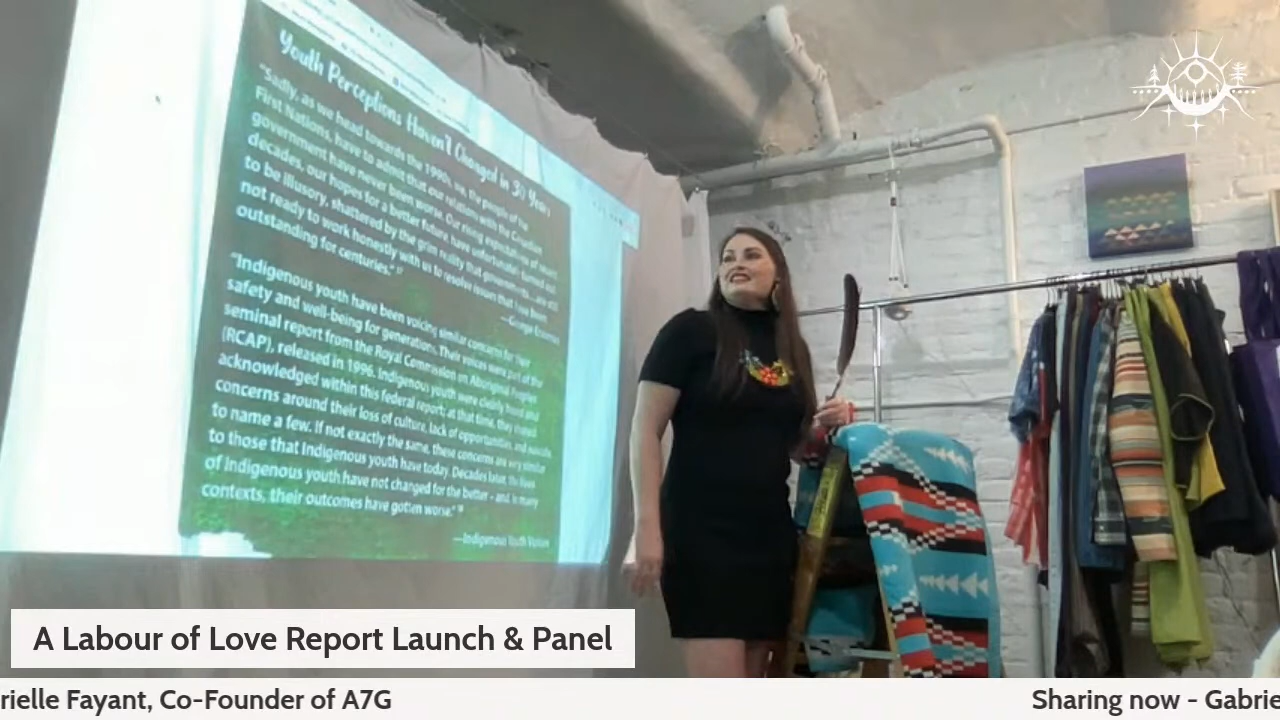 Youth Perceptions Haven't Changed in 30 Years
"Sadly, as we head towards the 1990s, we, the people of the
First Nations, have to admit that our relations with the Canadian
government have never been worse. Our rising expectations of recent
decades, our hopes for a better future have unfortunately turned out
to be illusory, shattered by the grim reality that governments are still
not ready to work honestly with us to resolve issues that have been
outstanding for centuries."
—Georges Erasmus
"Indigenous youth have been voicing similar concerns for their
safety and well-being for generations. Their voices were part of the
seminal report from the Royal Commission on Aboriginal Peoples
(RCAP), released in 1996. Indigenous youth were clearly heard and
acknowledged within this federal report; at that time, they shared
concerns around their loss of culture, lack of opportunities, and suicide,
to name a few. If not exactly the same, these concerns are very similar
to those that Indigenous youth have today. Decades later, the lives
of Indigenous youth have not changed for the better – and in many
contexts, their outcomes have gotten worse."
—Indigenous Youth Voices
A Labour of Love Report Launch & Panel
rielle Fayant, Co-Founder of A7G
Sharing now - Gabrie